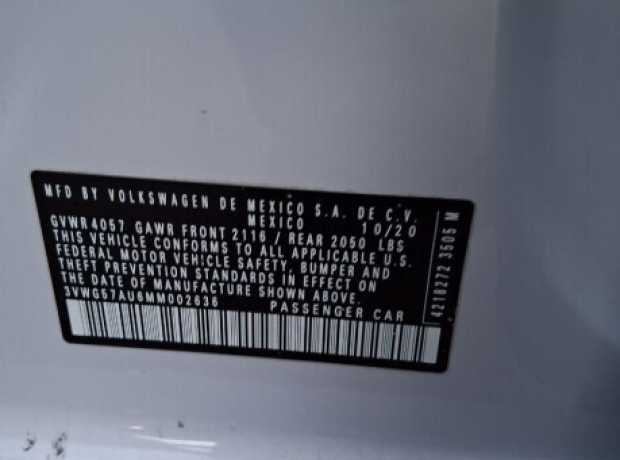 MFD BY VOLKSWAGEN DE MEXICO S.A. DE C.V.
MEXICO 10/20
GVWR 4057 GAWR FRONT 2116 / REAR 2050 LBS
THIS VEHICLE CONFORMS TO ALL APPLICABLE U.S.
FEDERAL MOTOR VEHICLE SAFETY, BUMPER AND
THEFT PREVENTION STANDARDS IN EFFECT ON
THE DATE OF MANUFACTURE SHOWN ABOVE.
3VWG57AU6MM002636 PASSENGER CAR
4218272 3505 M